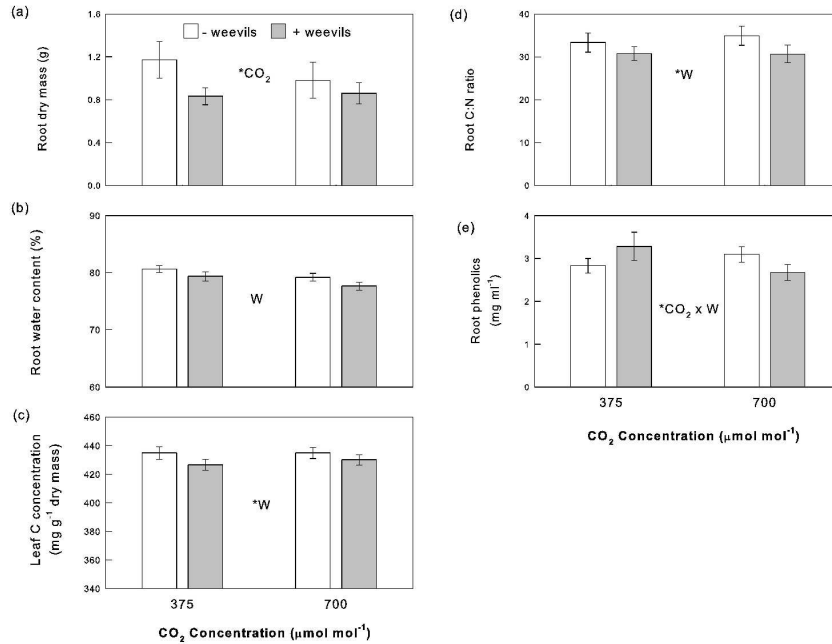 (a)
1.6
1.2
0.8
0.4
0.0
Root dry mass (g)
- weevils + weevils
*CO₂
(b)
90
80
70
60
Root water content (%)
W
(c)
460
440
420
400
380
360
340
Leaf C concentration
(mg g⁻¹ dry mass)
*W
375 700
CO₂ Concentration (μmol mol⁻¹)
(d)
40
30
20
10
0
Root C:N ratio
*W
(e)
4
3
2
1
0
Root phenolics
(mg ml⁻¹)
*CO₂ x W
375 700
CO₂ Concentration (μmol mol⁻¹)